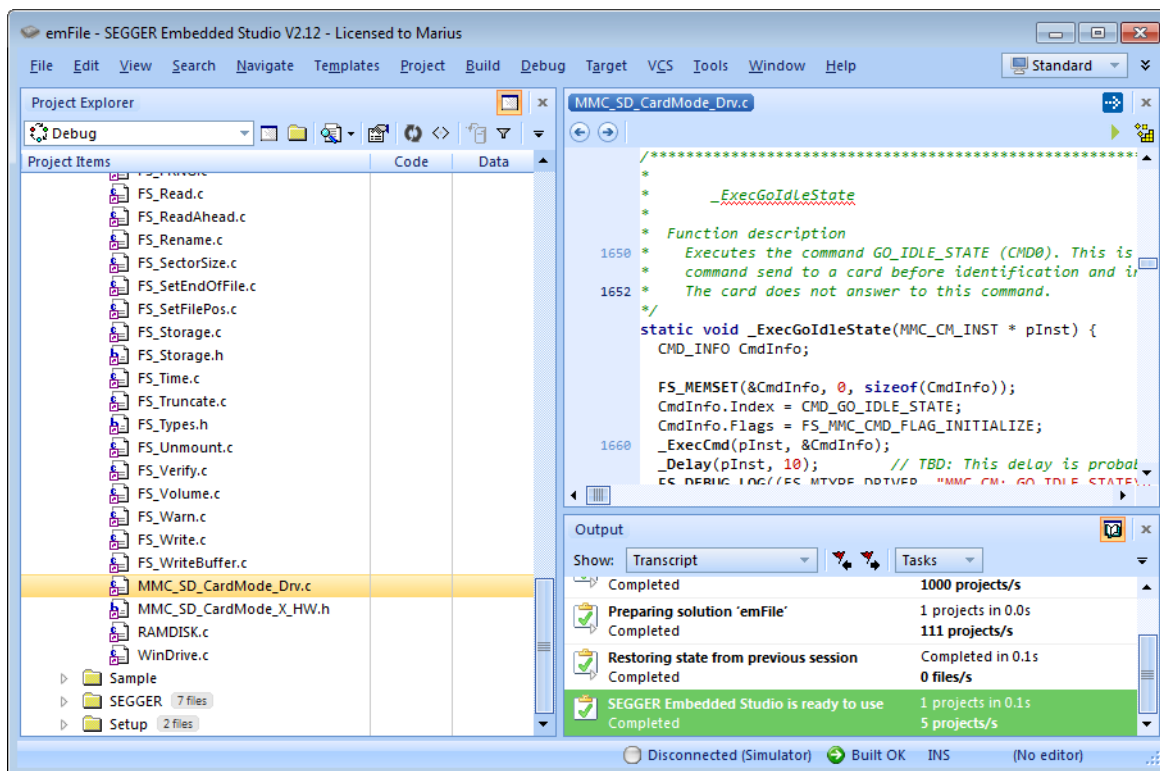 emFile - SEGGER Embedded Studio V2.12 - Licensed to Marius
File Edit View Search Navigate Templates Project Build Debug Target VCS Tools Window Help Standard
Project Explorer
Debug
Project Items Code Data
FS_Read.c
FS_ReadAhead.c
FS_Rename.c
FS_SectorSize.c
FS_SetEndOfFile.c
FS_SetFilePos.c
FS_Storage.c
FS_Storage.h
FS_Time.c
FS_Truncate.c
FS_Types.h
FS_Unmount.c
FS_Verify.c
FS_Volume.c
FS_Warn.c
FS_Write.c
FS_WriteBuffer.c
MMC_SD_CardMode_Drv.c
MMC_SD_CardMode_X_HW.h
RAMDISK.c
WinDrive.c
Sample
SEGGER 7 files
Setup 2 files
MMC_SD_CardMode_Drv.c
/******************************************************
*
* _ExecGoIdleState
*
* Function description
1650 * Executes the command GO_IDLE_STATE (CMD0). This is
* command send to a card before identification and
1652 * The card does not answer to this command.
*/
static void _ExecGoIdleState(MMC_CM_INST * pInst) {
CMD_INFO CmdInfo;
FS_MEMSET(&CmdInfo, 0, sizeof(CmdInfo));
CmdInfo.Index = CMD_GO_IDLE_STATE;
CmdInfo.Flags = FS_MMC_CMD_FLAG_INITIALIZE;
1660 _ExecCmd(pInst, &CmdInfo);
_Delay(pInst, 10); // TBD: This delay is probab
FS_DEBUG_LOG((FS_MTYPE_DRIVER, "MMC_CM: GO_IDLE_STATE\
Output
Show: Transcript Tasks
Completed 1000 projects/s
Preparing solution 'emFile' 1 projects in 0.0s
Completed 111 projects/s
Restoring state from previous session Completed in 0.1s
Completed 0 files/s
SEGGER Embedded Studio is ready to use 1 projects in 0.1s
Completed 5 projects/s
Disconnected (Simulator) Built OK INS (No editor)